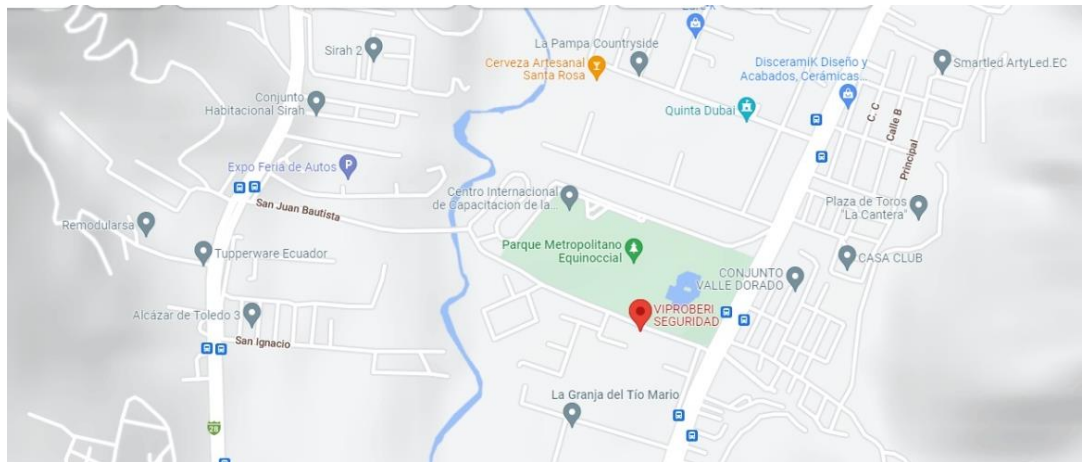 La Pampa Countryside
Sirah 2
Cerveza Artesanal
Santa Rosa
DisceramiK Diseño y
Acabados, Cerámicas...
Smartled ArtyLed.EC
Conjunto
Habitacional Sirah
Quinta Dubai
C. C
Calle B
Principal
Expo Feria de Autos
P
Centro Internacional
de Capacitacion de la...
San Juan Bautista
Plaza de Toros
"La Cantera"
Remodularsa
Tupperware Ecuador
Parque Metropolitano
Equinoccial
CASA CLUB
CONJUNTO
VALLE DORADO
Alcázar de Toledo 3
VIPROBERI
SEGURIDAD
San Ignacio
La Granja del Tío Mario
28